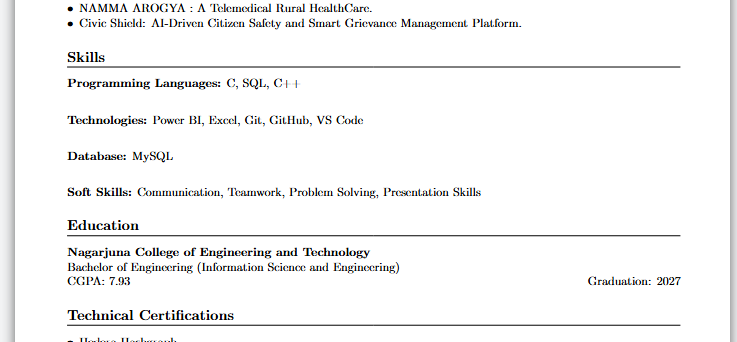 • NAMMA AROGYA : A Telemedical Rural HealthCare.
• Civic Shield: AI-Driven Citizen Safety and Smart Grievance Management Platform.
Skills
Programming Languages: C, SQL, C++
Technologies: Power BI, Excel, Git, GitHub, VS Code
Database: MySQL
Soft Skills: Communication, Teamwork, Problem Solving, Presentation Skills
Education
Nagarjuna College of Engineering and Technology
Bachelor of Engineering (Information Science and Engineering)
CGPA: 7.93 Graduation: 2027
Technical Certifications